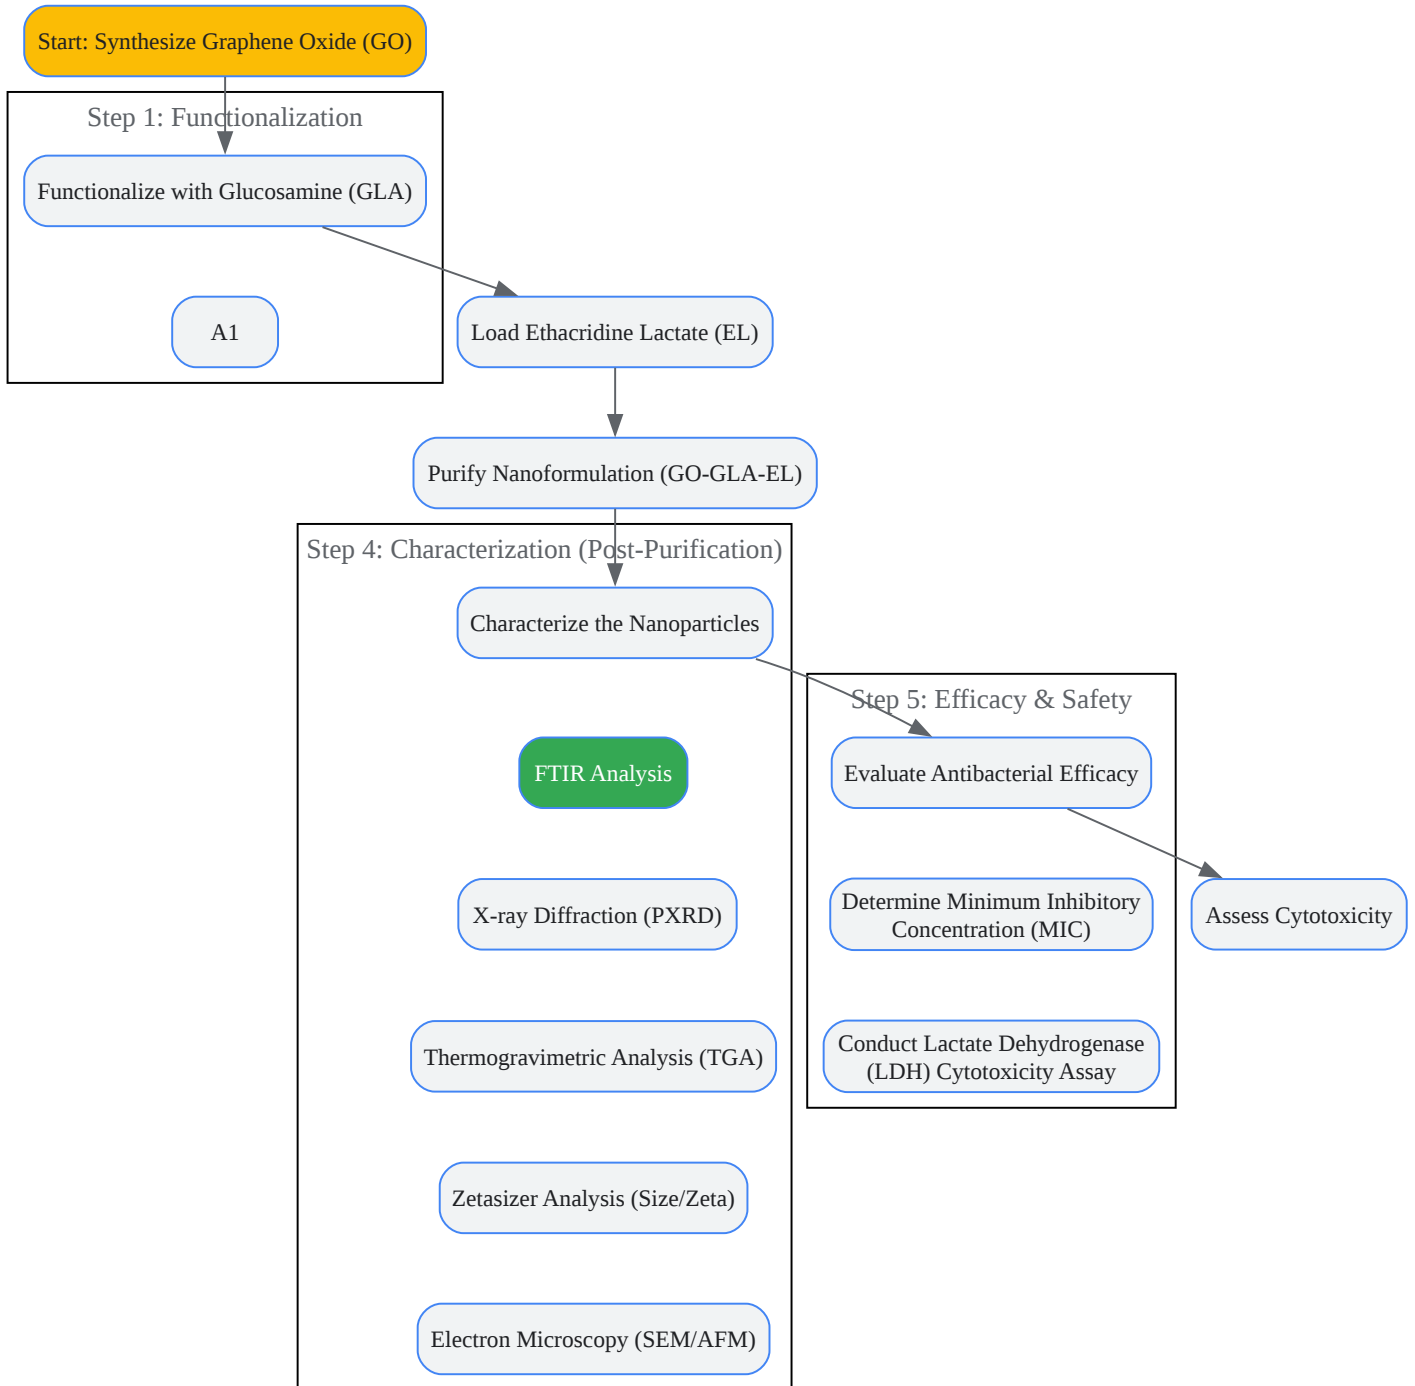 Start: Synthesize Graphene Oxide (GO)
Step 1: Functionalization
Functionalize with Glucosamine (GLA)
A1
Load Ethacridine Lactate (EL)
Purify Nanoformulation (GO-GLA-EL)
Step 4: Characterization (Post-Purification)
Characterize the Nanoparticles
FTIR Analysis
X-ray Diffraction (PXRD)
Thermogravimetric Analysis (TGA)
Zetasizer Analysis (Size/Zeta)
Electron Microscopy (SEM/AFM)
Step 5: Efficacy & Safety
Evaluate Antibacterial Efficacy
Determine Minimum Inhibitory
Concentration (MIC)
Conduct Lactate Dehydrogenase
(LDH) Cytotoxicity Assay
Assess Cytotoxicity